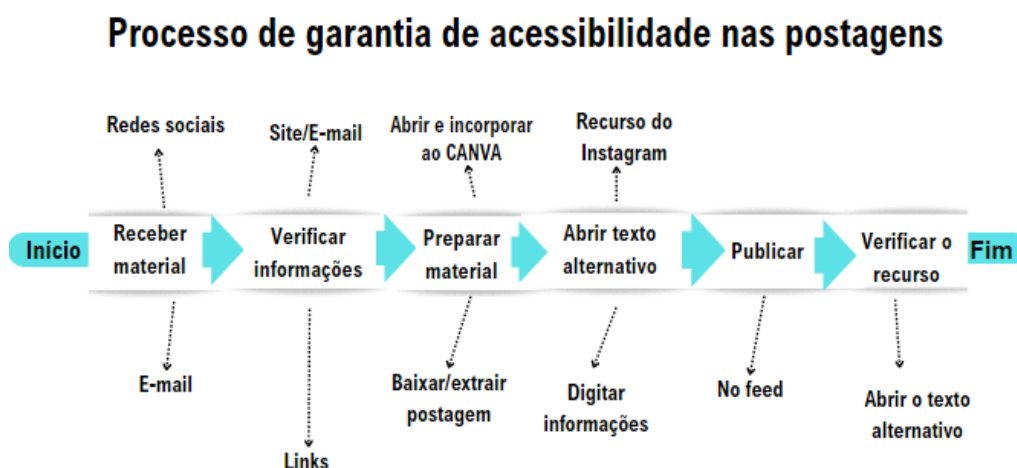 Processo de garantia de acessibilidade nas postagens
Redes sociais
Site/E-mail
Abrir e incorporar
ao CANVA
Recurso do
Instagram
Início
Receber
material
Verificar
informações
Preparar
material
Abrir texto
alternativo
Publicar
Verificar o
recurso
Fim
E-mail
Links
Baixar/extrair
postagem
Digitar
informações
No feed
Abrir o texto
alternativo